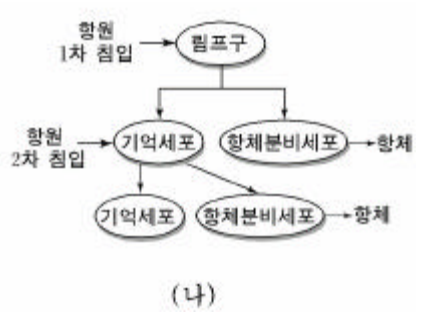 항원
1차 침입
림프구
항원
2차 침입
기억세포
항체분비세포
항체
기억세포
항체분비세포
항체
(나)